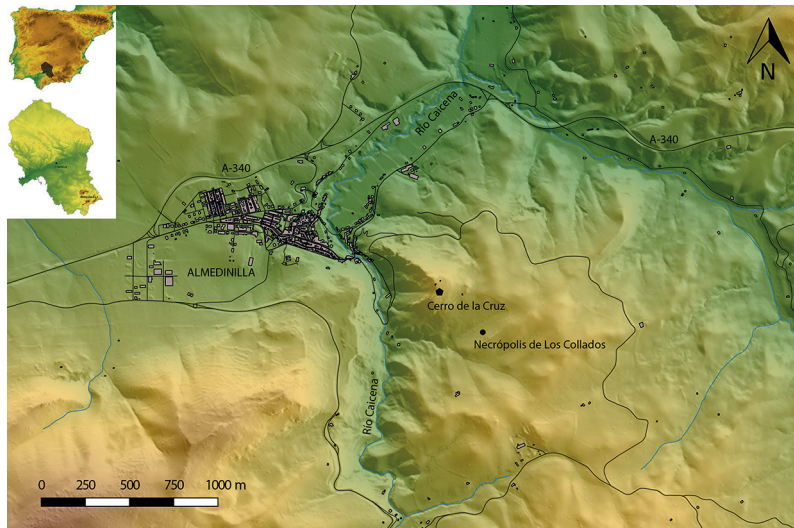 N
Río Caicena
A-340
A-340
ALMEDINILLA
Cerro de la Cruz
Necrópolis de Los Collados
Río Caicena
0 250 500 750 1000 m